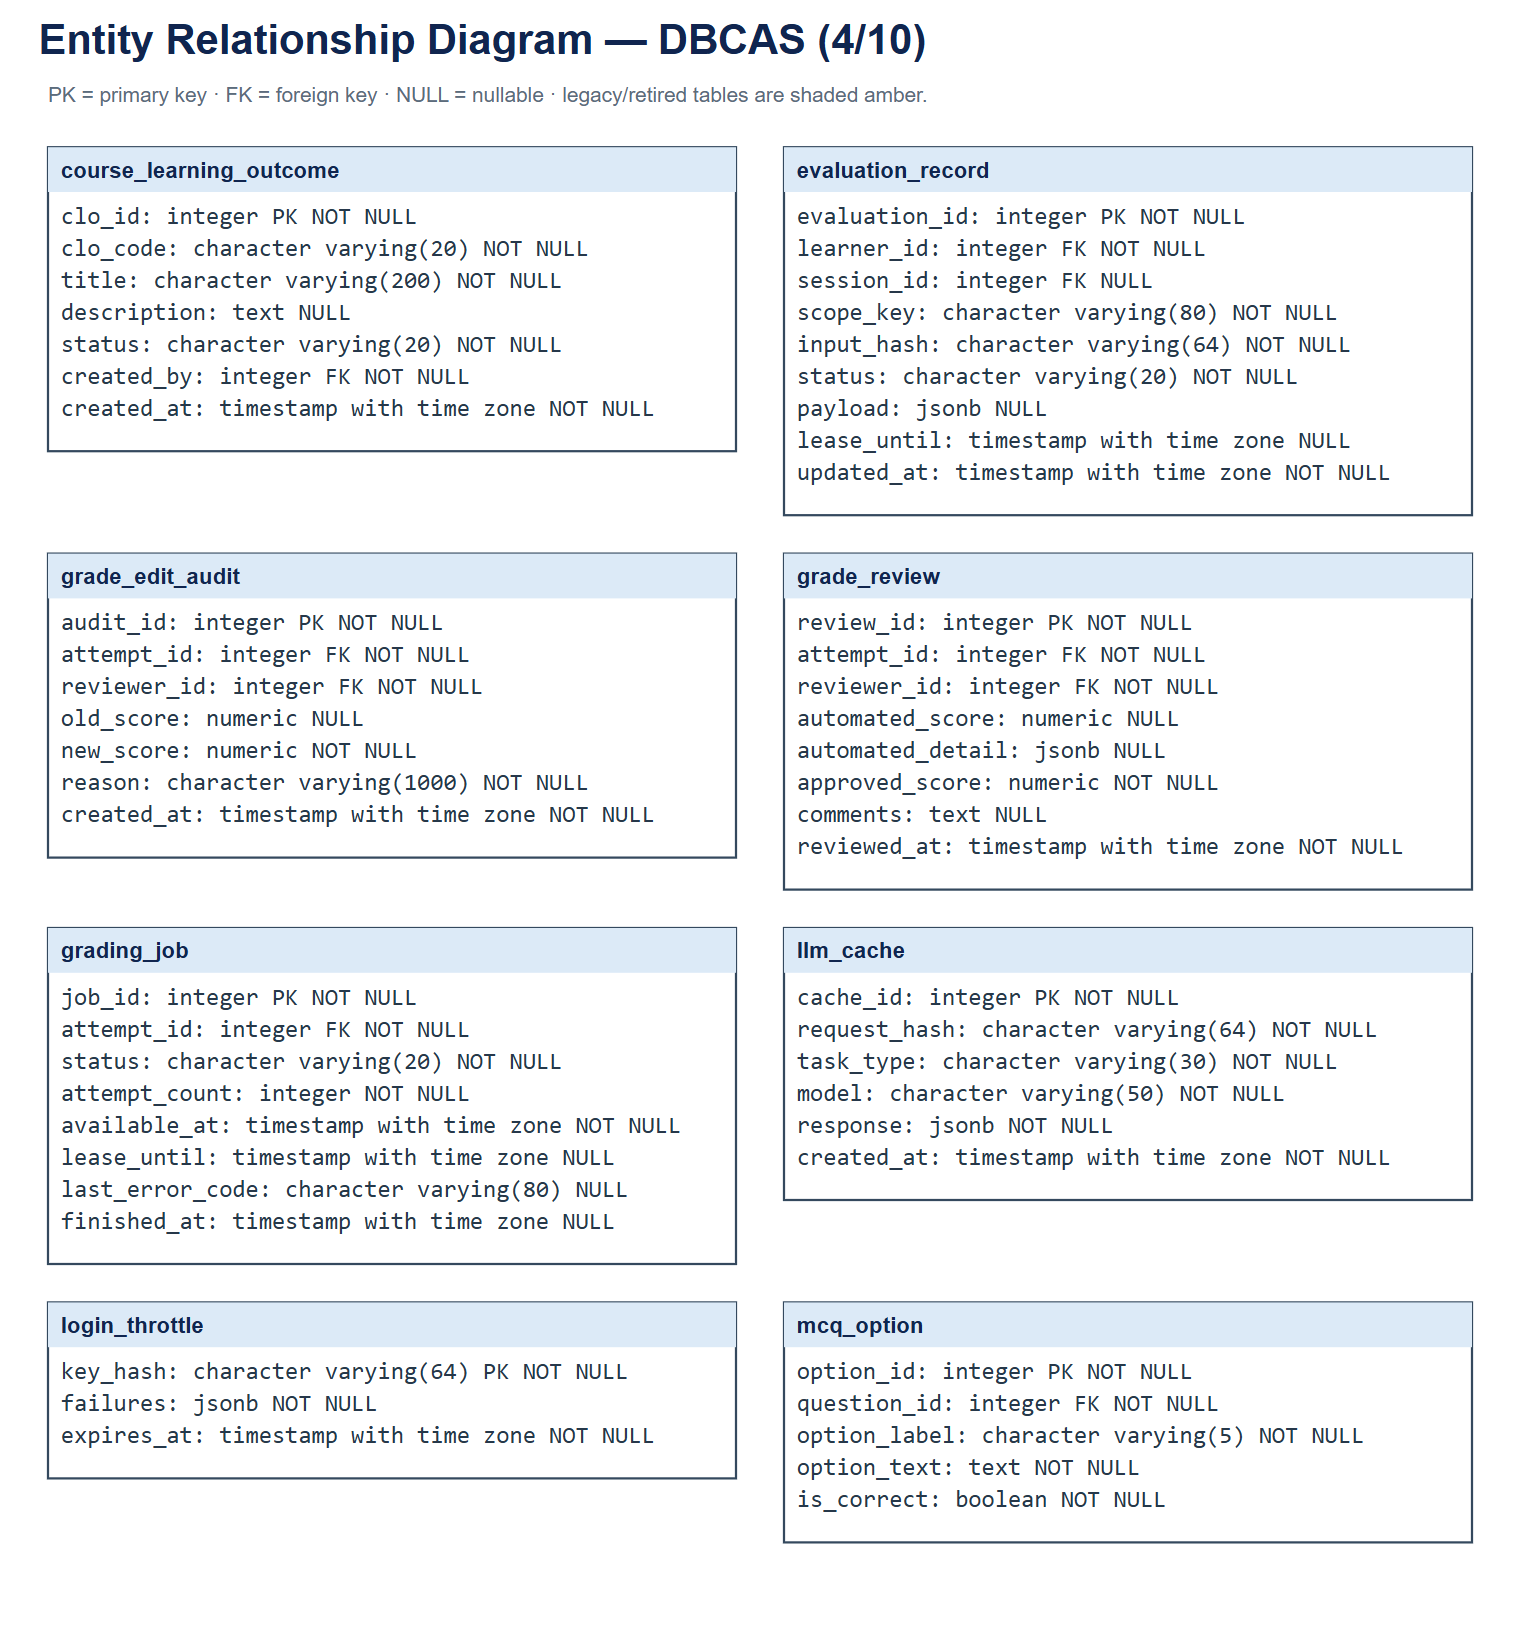 Entity Relationship Diagram — DBCAS (4/10)
PK = primary key · FK = foreign key · NULL = nullable · legacy/retired tables are shaded amber.
course_learning_outcome
clo_id: integer PK NOT NULL
clo_code: character varying(20) NOT NULL
title: character varying(200) NOT NULL
description: text NULL
status: character varying(20) NOT NULL
created_by: integer FK NOT NULL
created_at: timestamp with time zone NOT NULL
evaluation_record
evaluation_id: integer PK NOT NULL
learner_id: integer FK NOT NULL
session_id: integer FK NULL
scope_key: character varying(80) NOT NULL
input_hash: character varying(64) NOT NULL
status: character varying(20) NOT NULL
payload: jsonb NULL
lease_until: timestamp with time zone NULL
updated_at: timestamp with time zone NOT NULL
grade_edit_audit
audit_id: integer PK NOT NULL
attempt_id: integer FK NOT NULL
reviewer_id: integer FK NOT NULL
old_score: numeric NULL
new_score: numeric NOT NULL
reason: character varying(1000) NOT NULL
created_at: timestamp with time zone NOT NULL
grade_review
review_id: integer PK NOT NULL
attempt_id: integer FK NOT NULL
reviewer_id: integer FK NOT NULL
automated_score: numeric NULL
automated_detail: jsonb NULL
approved_score: numeric NOT NULL
comments: text NULL
reviewed_at: timestamp with time zone NOT NULL
grading_job
job_id: integer PK NOT NULL
attempt_id: integer FK NOT NULL
status: character varying(20) NOT NULL
attempt_count: integer NOT NULL
available_at: timestamp with time zone NOT NULL
lease_until: timestamp with time zone NULL
last_error_code: character varying(80) NULL
finished_at: timestamp with time zone NULL
llm_cache
cache_id: integer PK NOT NULL
request_hash: character varying(64) NOT NULL
task_type: character varying(30) NOT NULL
model: character varying(50) NOT NULL
response: jsonb NOT NULL
created_at: timestamp with time zone NOT NULL
login_throttle
key_hash: character varying(64) PK NOT NULL
failures: jsonb NOT NULL
expires_at: timestamp with time zone NOT NULL
mcq_option
option_id: integer PK NOT NULL
question_id: integer FK NOT NULL
option_label: character varying(5) NOT NULL
option_text: text NOT NULL
is_correct: boolean NOT NULL